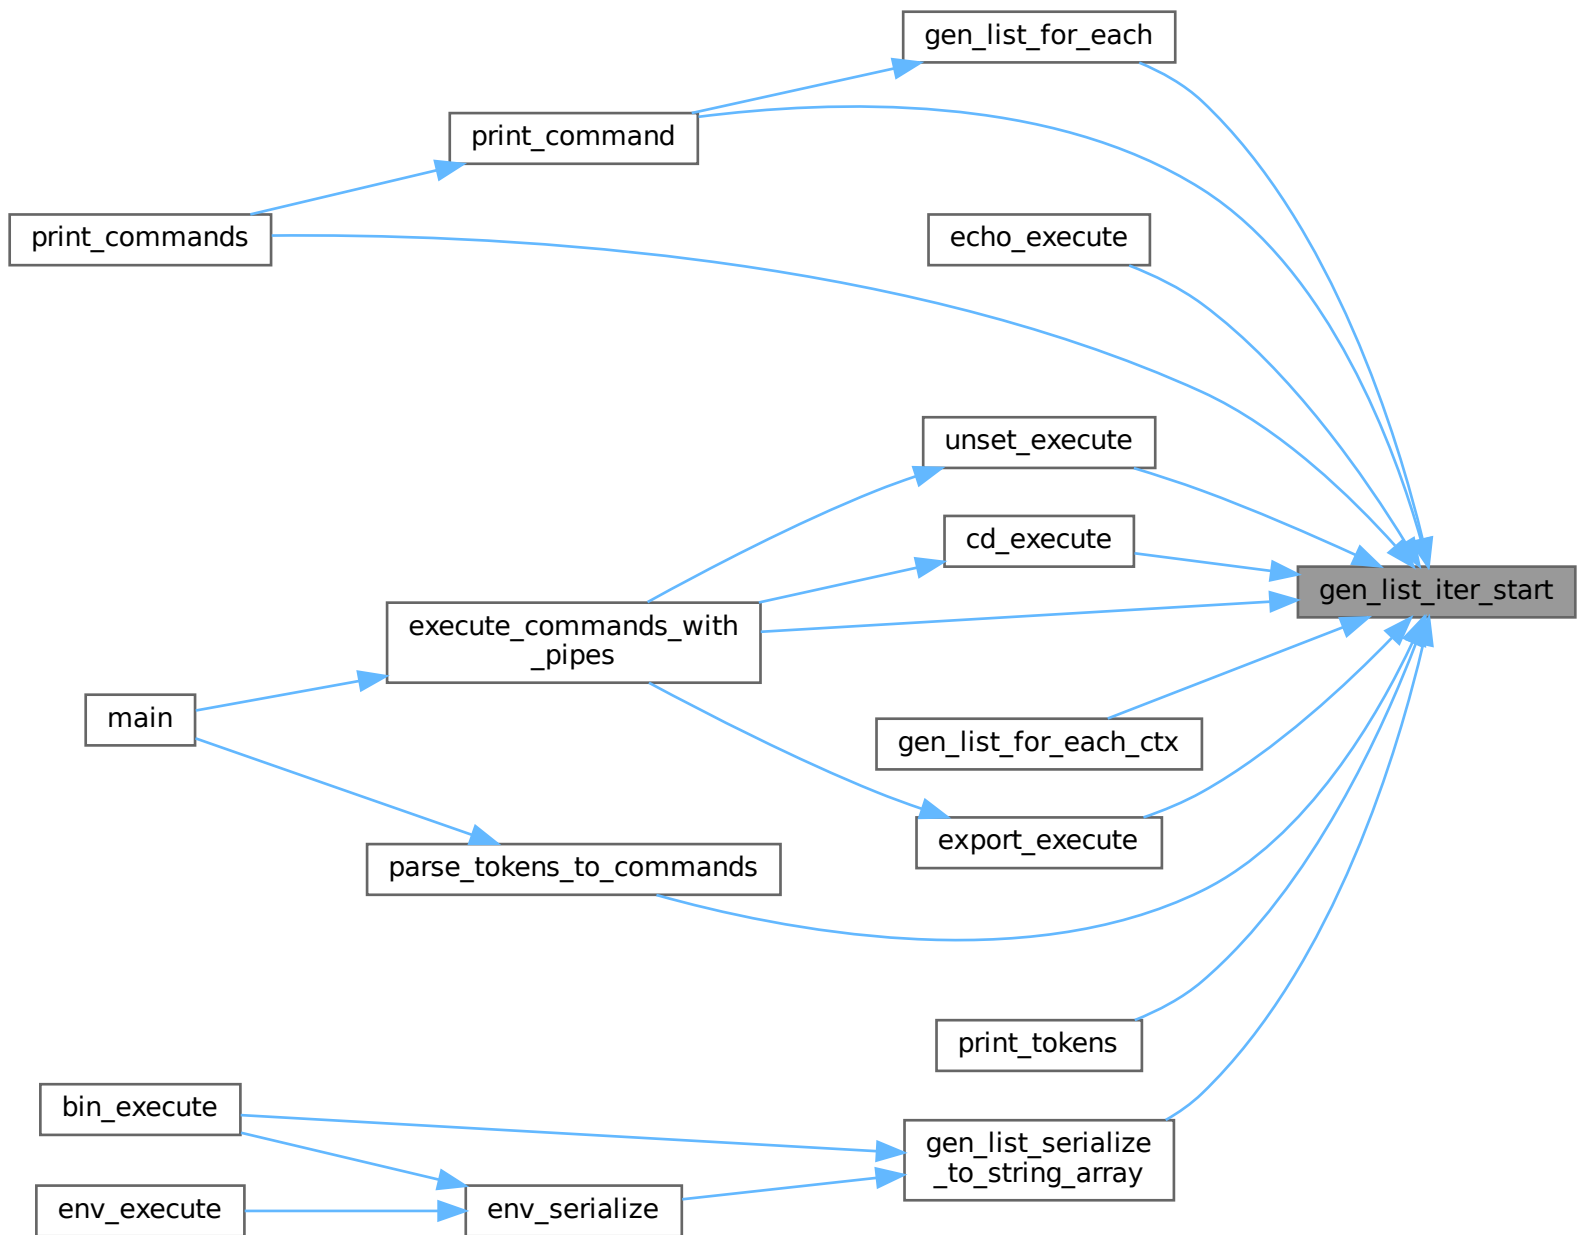 gen_list_for_each
print_command
print_commands
echo_execute
unset_execute
cd_execute
gen_list_iter_start
execute_commands_with
_pipes
main
gen_list_for_each_ctx
export_execute
parse_tokens_to_commands
print_tokens
bin_execute
gen_list_serialize
_to_string_array
env_execute
env_serialize